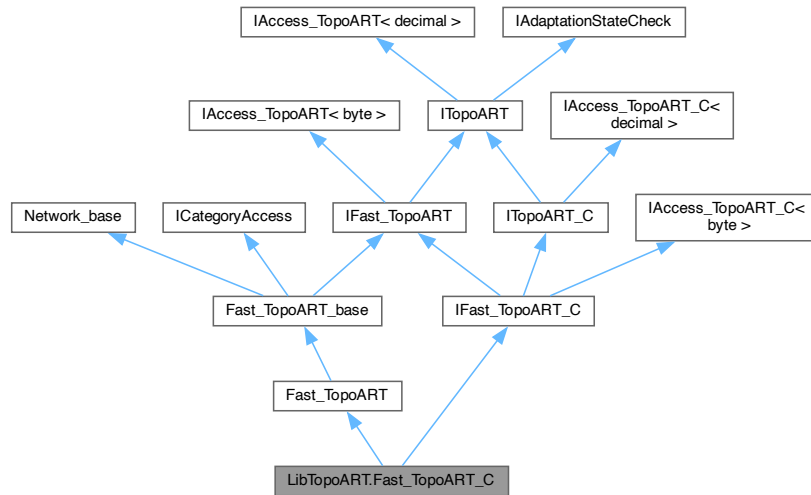 IAccess_TopoART< decimal >
IAdaptationStateCheck
IAccess_TopoART< byte >
ITopoART
IAccess_TopoART_C<
decimal >
Network_base
ICategoryAccess
IFast_TopoART
ITopoART_C
IAccess_TopoART_C<
byte >
Fast_TopoART_base
IFast_TopoART_C
Fast_TopoART
LibTopoART.Fast_TopoART_C